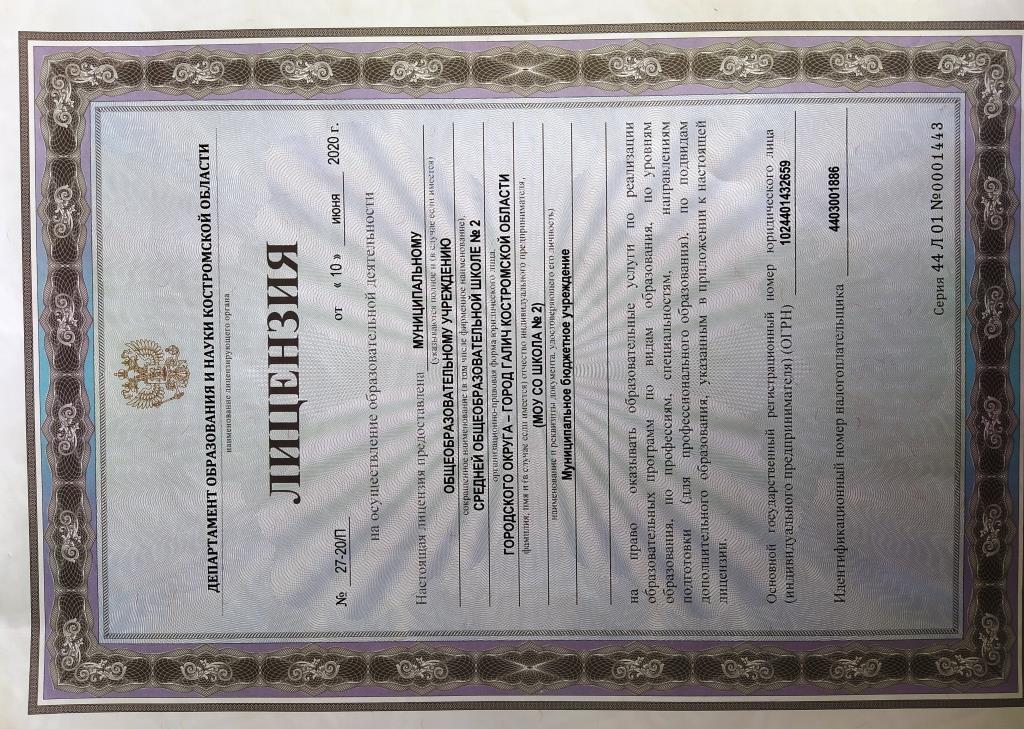 ДЕПАРТАМЕНТ ОБРАЗОВАНИЯ И НАУКИ КОСТРОМСКОЙ ОБЛАСТИ
наименование лицензирующего органа
ЛИЦЕНЗИЯ
№ 27-20/П от « 10 » июня 2020 г.
на осуществление образовательной деятельности
Настоящая лицензия предоставлена МУНИЦИПАЛЬНОМУ
(указываются полное и (в случае если имеется)
ОБЩЕОБРАЗОВАТЕЛЬНОМУ УЧРЕЖДЕНИЮ
сокращенное наименование (в том числе фирменное наименование),
СРЕДНЕЙ ОБЩЕОБРАЗОВАТЕЛЬНОЙ ШКОЛЕ № 2
организационно-правовая форма юридического лица,
ГОРОДСКОГО ОКРУГА – ГОРОД ГАЛИЧ КОСТРОМСКОЙ ОБЛАСТИ
фамилия, имя и (в случае если имеется) отчество индивидуального предпринимателя,
(МОУ СО ШКОЛА № 2)
наименование и реквизиты документа, удостоверяющего его личность)
Муниципальное бюджетное учреждение
на право оказывать образовательные услуги по реализации
образовательных программ по видам образования, по уровням
образования, по профессиям, специальностям, направлениям
подготовки (для профессионального образования), по подвидам
дополнительного образования, указанным в приложении к настоящей
лицензии.
Основной государственный регистрационный номер юридического лица
(индивидуального предпринимателя) (ОГРН) 1024401432659
Идентификационный номер налогоплательщика 4403001886
Серия 44 Л 01 №0001443